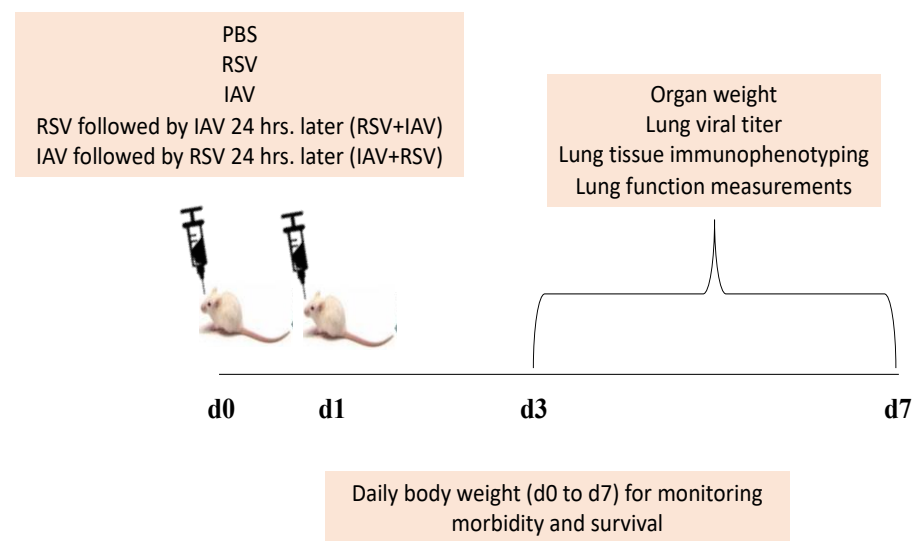 PBS
RSV
IAV
RSV followed by IAV 24 hrs. later (RSV+IAV)
IAV followed by RSV 24 hrs. later (IAV+RSV)
Organ weight
Lung viral titer
Lung tissue immunophenotyping
Lung function measurements
d0
d1
d3
d7
Daily body weight (d0 to d7) for monitoring
morbidity and survival